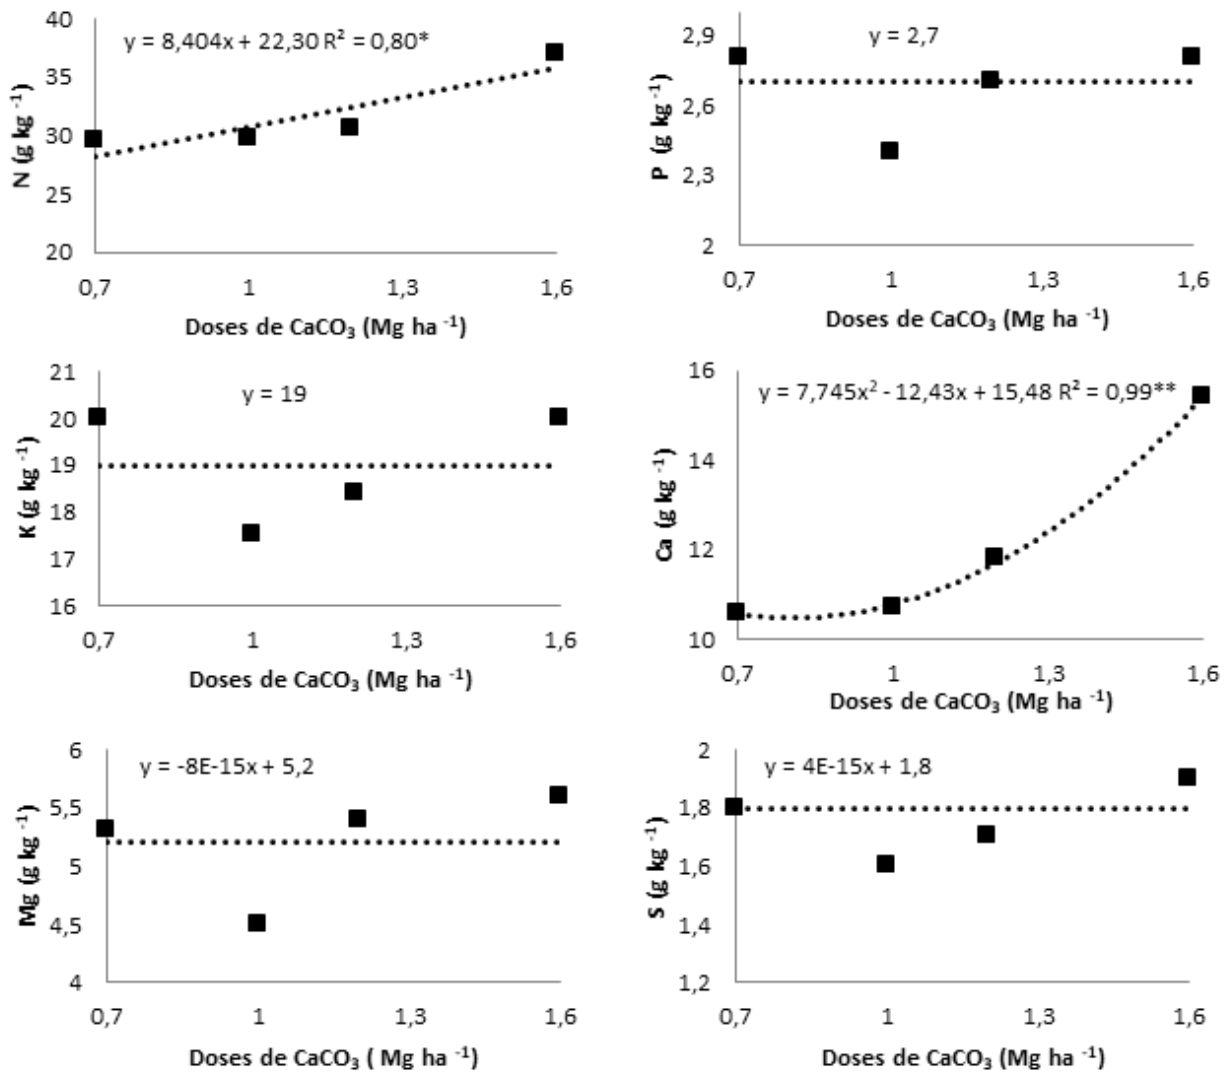 y = 8,404x + 22,30 R² = 0,80*
40
35
30
25
20
N (g kg ⁻¹)
0,7 1 1,3 1,6
Doses de CaCO₃ (Mg ha ⁻¹)
y = 2,7
2,9
2,6
2,3
2
P (g kg ⁻¹)
0,7 1 1,3 1,6
Doses de CaCO₃ (Mg ha ⁻¹)
y = 19
21
20
19
18
17
16
K (g kg ⁻¹)
0,7 1 1,3 1,6
Doses de CaCO₃ (Mg ha ⁻¹)
y = 7,745x² - 12,43x + 15,48 R² = 0,99**
16
14
12
10
Ca (g kg ⁻¹)
0,7 1 1,3 1,6
Doses de CaCO₃ (Mg ha ⁻¹)
y = -8E-15x + 5,2
6
5,5
5
4,5
4
Mg (g kg ⁻¹)
0,7 1 1,3 1,6
Doses de CaCO₃ ( Mg ha ⁻¹)
y = 4E-15x + 1,8
2
1,8
1,6
1,4
1,2
S (g kg ⁻¹)
0,7 1 1,3 1,6
Doses de CaCO₃ (Mg ha ⁻¹)